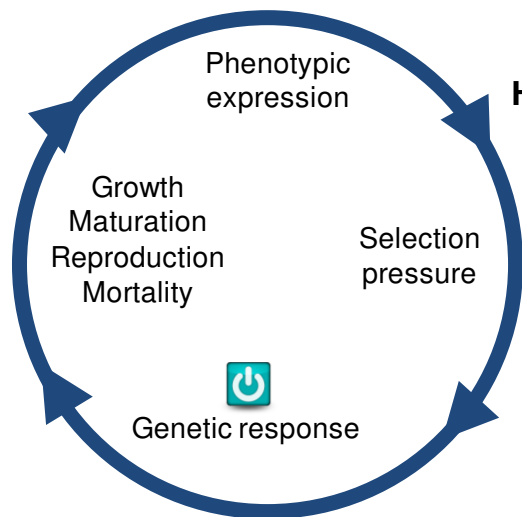 Phenotypic
expression
H
Growth
Maturation
Reproduction
Mortality
Selection
pressure
Genetic response